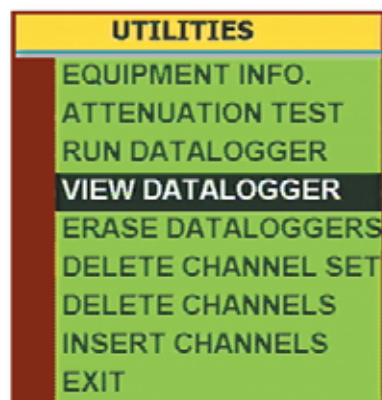 UTILITIES
EQUIPMENT INFO.
ATTENUATION TEST
RUN DATALOGGER
VIEW DATALOGGER
ERASE DATALOGGERS
DELETE CHANNEL SET
DELETE CHANNELS
INSERT CHANNELS
EXIT